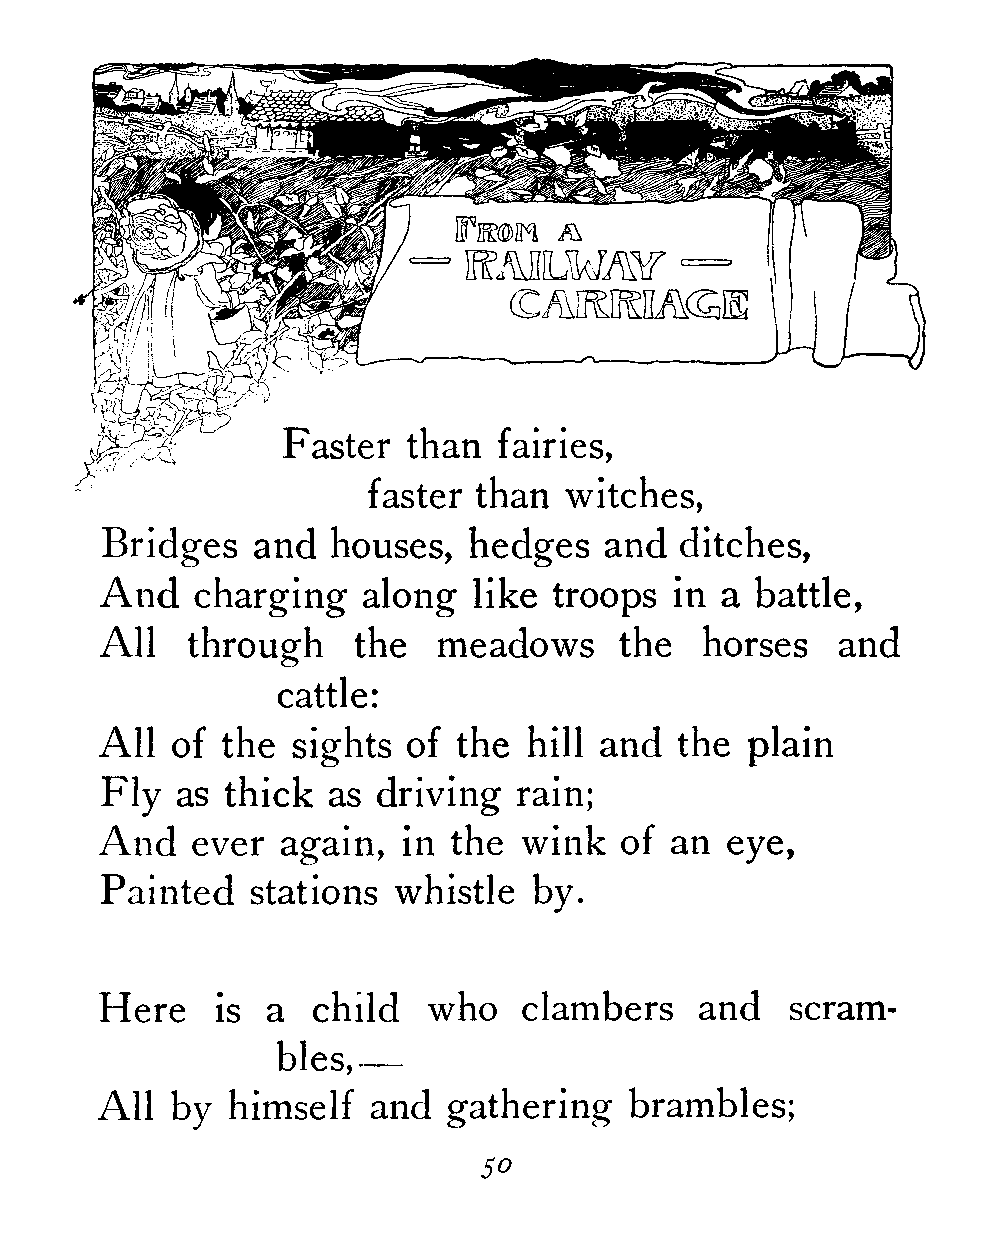 FROM A
— RAILWAY —
CARRIAGE
Faster than fairies,
faster than witches,
Bridges and houses, hedges and ditches,
And charging along like troops in a battle,
All through the meadows the horses and
cattle:
All of the sights of the hill and the plain
Fly as thick as driving rain;
And ever again, in the wink of an eye,
Painted stations whistle by.
Here is a child who clambers and scram-
bles,—
All by himself and gathering brambles;
50